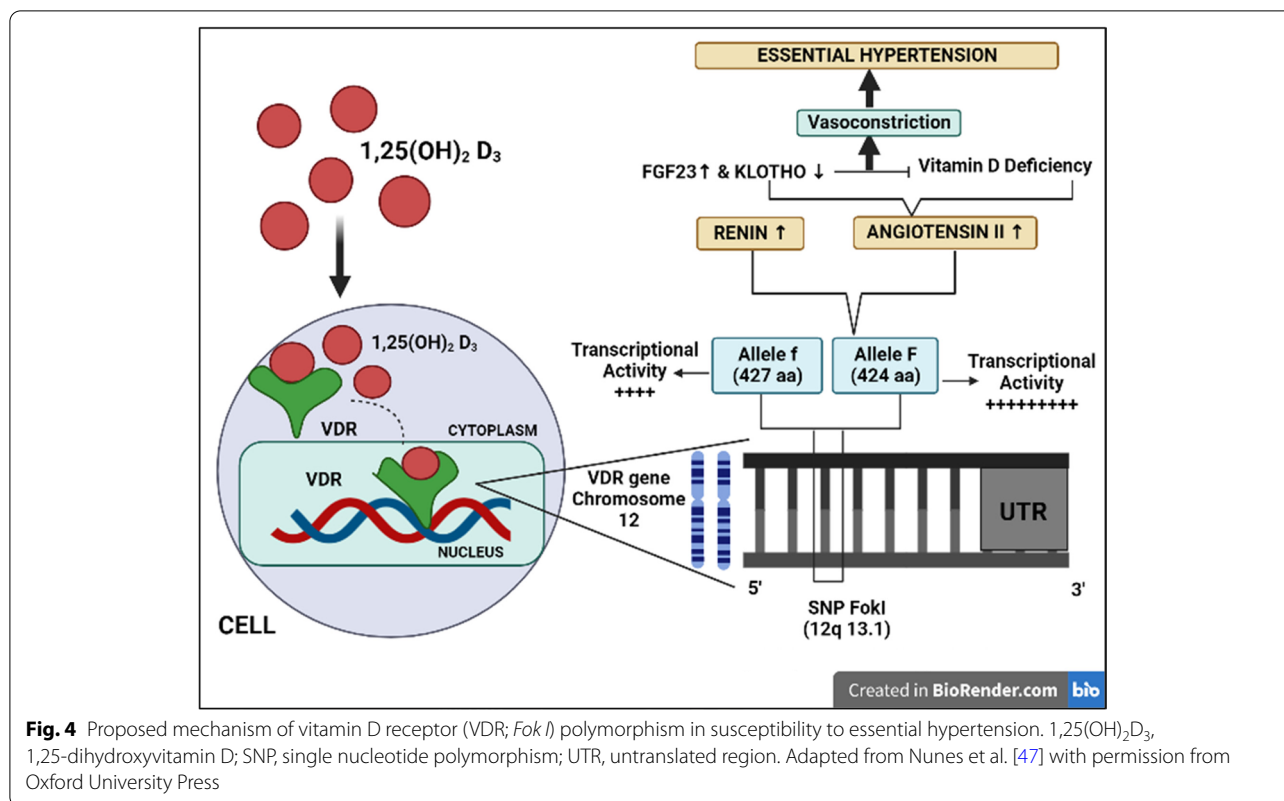 ESSENTIAL HYPERTENSION
Vasoconstriction
FGF23↑ & KLOTHO ↓
Vitamin D Deficiency
RENIN ↑
ANGIOTENSIN II ↑
1,25(OH)₂ D₃
1,25(OH)₂ D₃
VDR
CYTOPLASM
VDR
NUCLEUS
CELL
Transcriptional
Activity
++++
Allele f
(427 aa)
Allele F
(424 aa)
Transcriptional
Activity
+++++++++
VDR gene
Chromosome
12
UTR
5'
3'
SNP FokI
(12q 13.1)
Created in BioRender.com bio
Fig. 4 Proposed mechanism of vitamin D receptor (VDR; Fok I) polymorphism in susceptibility to essential hypertension. 1,25(OH)₂D₃,
1,25-dihydroxyvitamin D; SNP, single nucleotide polymorphism; UTR, untranslated region. Adapted from Nunes et al. [47] with permission from
Oxford University Press